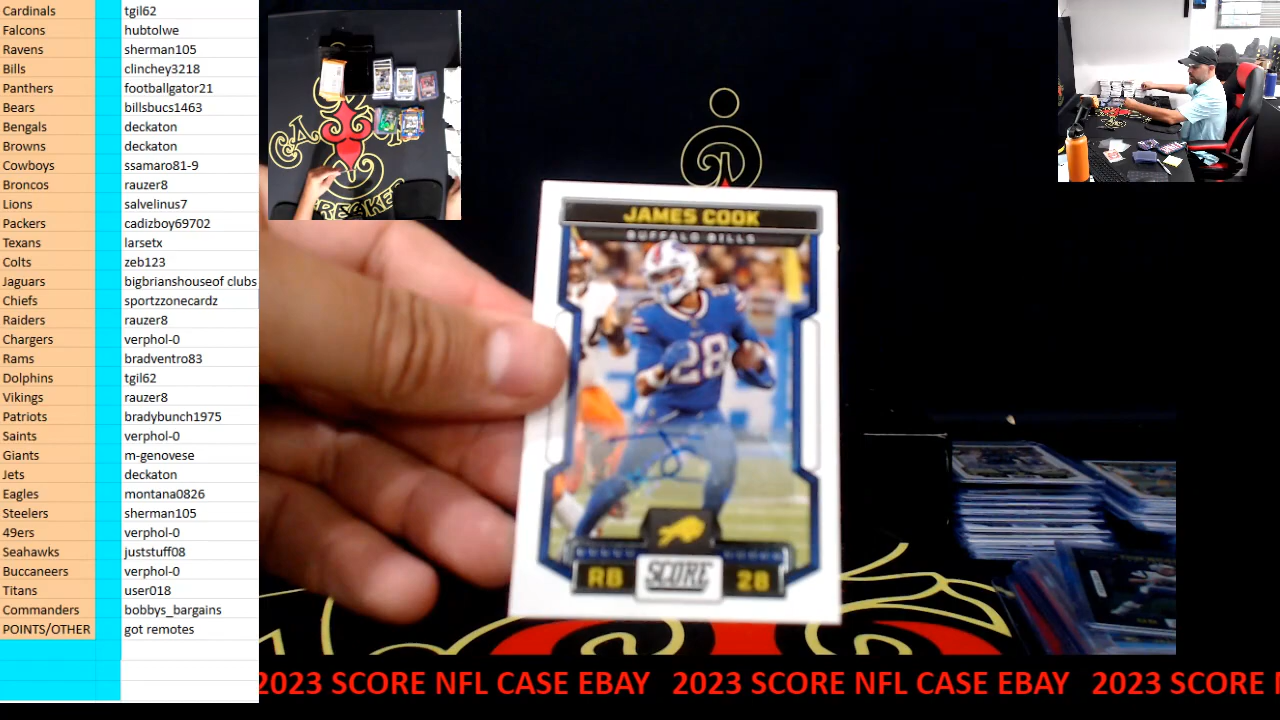 Cardinals tgil62
Falcons hubtolwe
Ravens sherman105
Bills clinchey3218
Panthers footballgator21
Bears billsbucs1463
Bengals deckaton
Browns deckaton
Cowboys ssamaro81-9
Broncos rauzer8
Lions salvelinus7
Packers cadizboy69702
Texans larsetx
Colts zeb123
Jaguars bigbrianshouseof clubs
Chiefs sportzzonecardz
Raiders rauzer8
Chargers verphol-0
Rams bradventro83
Dolphins tgil62
Vikings rauzer8
Patriots bradybunch1975
Saints verphol-0
Giants m-genovese
Jets deckaton
Eagles montana0826
Steelers sherman105
49ers verphol-0
Seahawks juststuff08
Buccaneers verphol-0
Titans user018
Commanders bobbys_bargains
POINTS/OTHER got remotes
JAMES COOK
BUFFALO BILLS
28
RB SCORE 28
2023 SCORE NFL CASE EBAY 2023 SCORE NFL CASE EBAY 2023 SCORE